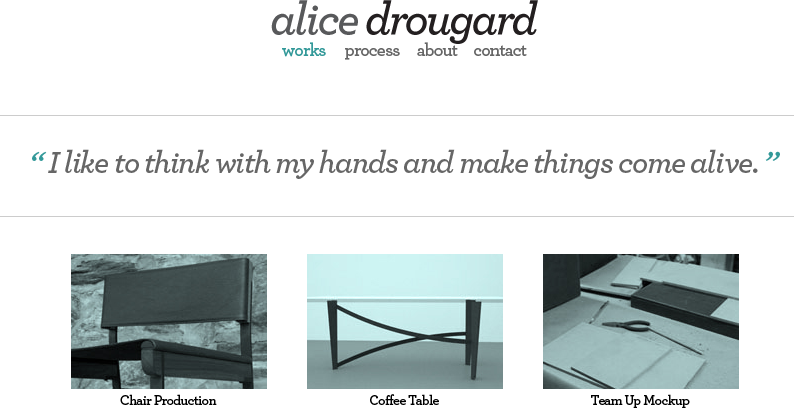 alice drougard
works process about contact
“ I like to think with my hands and make things come alive. ”
Chair Production Coffee Table Team Up Mockup